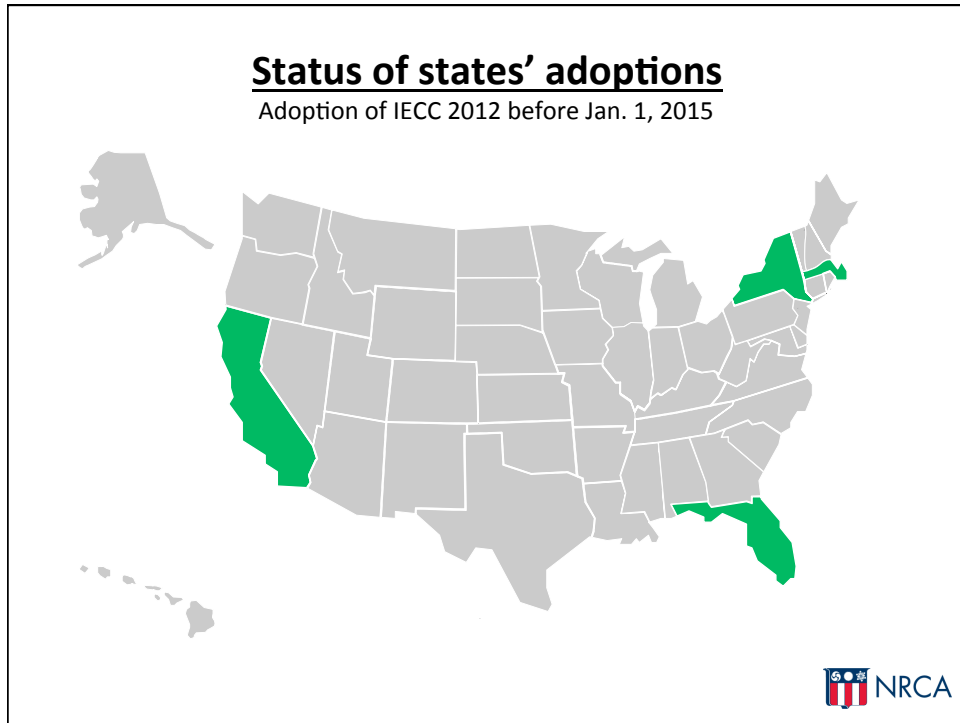 Status of states’ adoptions
Adoption of IECC 2012 before Jan. 1, 2015
NRCA